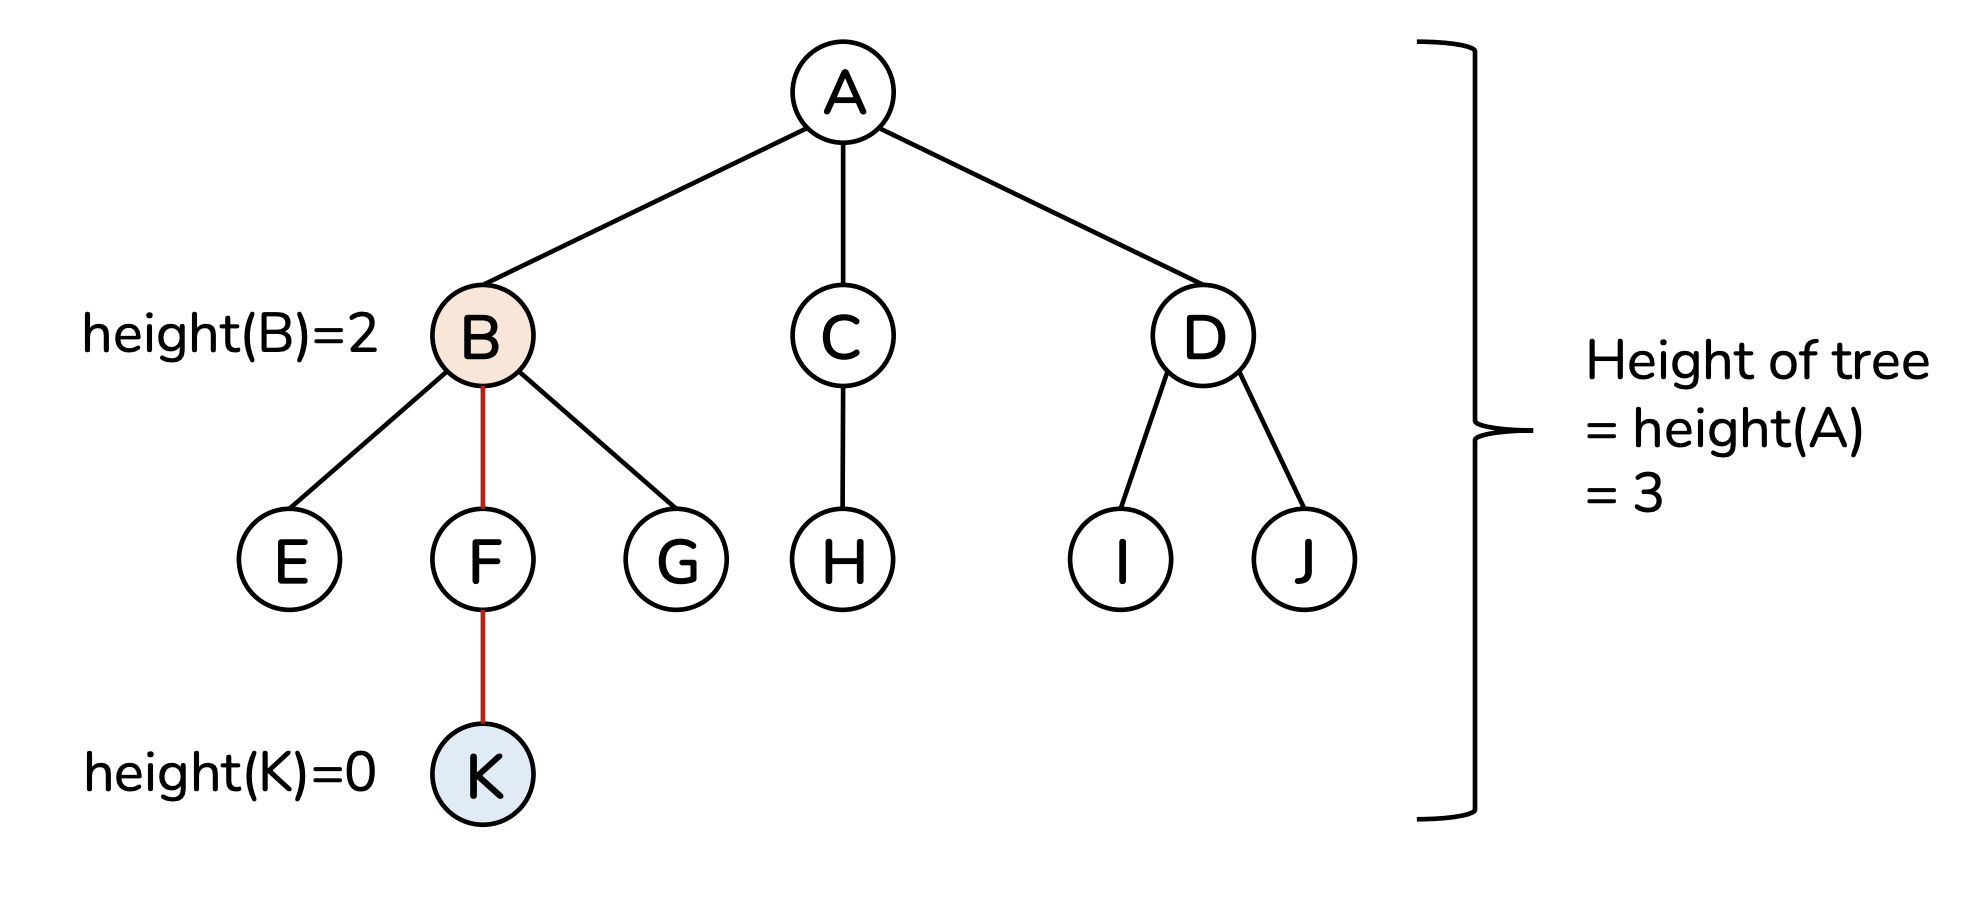 A
height(B)=2
B
C
D
Height of tree
= height(A)
= 3
E
F
G
H
I
J
height(K)=0
K